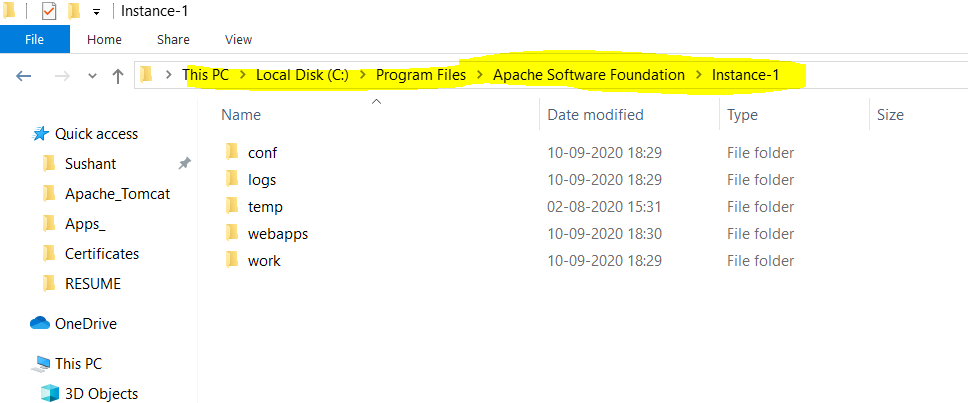 Instance-1
File Home Share View
This PC Local Disk (C:) Program Files Apache Software Foundation Instance-1
Name Date modified Type Size
Quick access
Sushant
Apache_Tomcat
Apps_
Certificates
RESUME
OneDrive
This PC
3D Objects
conf 10-09-2020 18:29 File folder
logs 10-09-2020 18:29 File folder
temp 02-08-2020 15:31 File folder
webapps 10-09-2020 18:30 File folder
work 10-09-2020 18:29 File folder